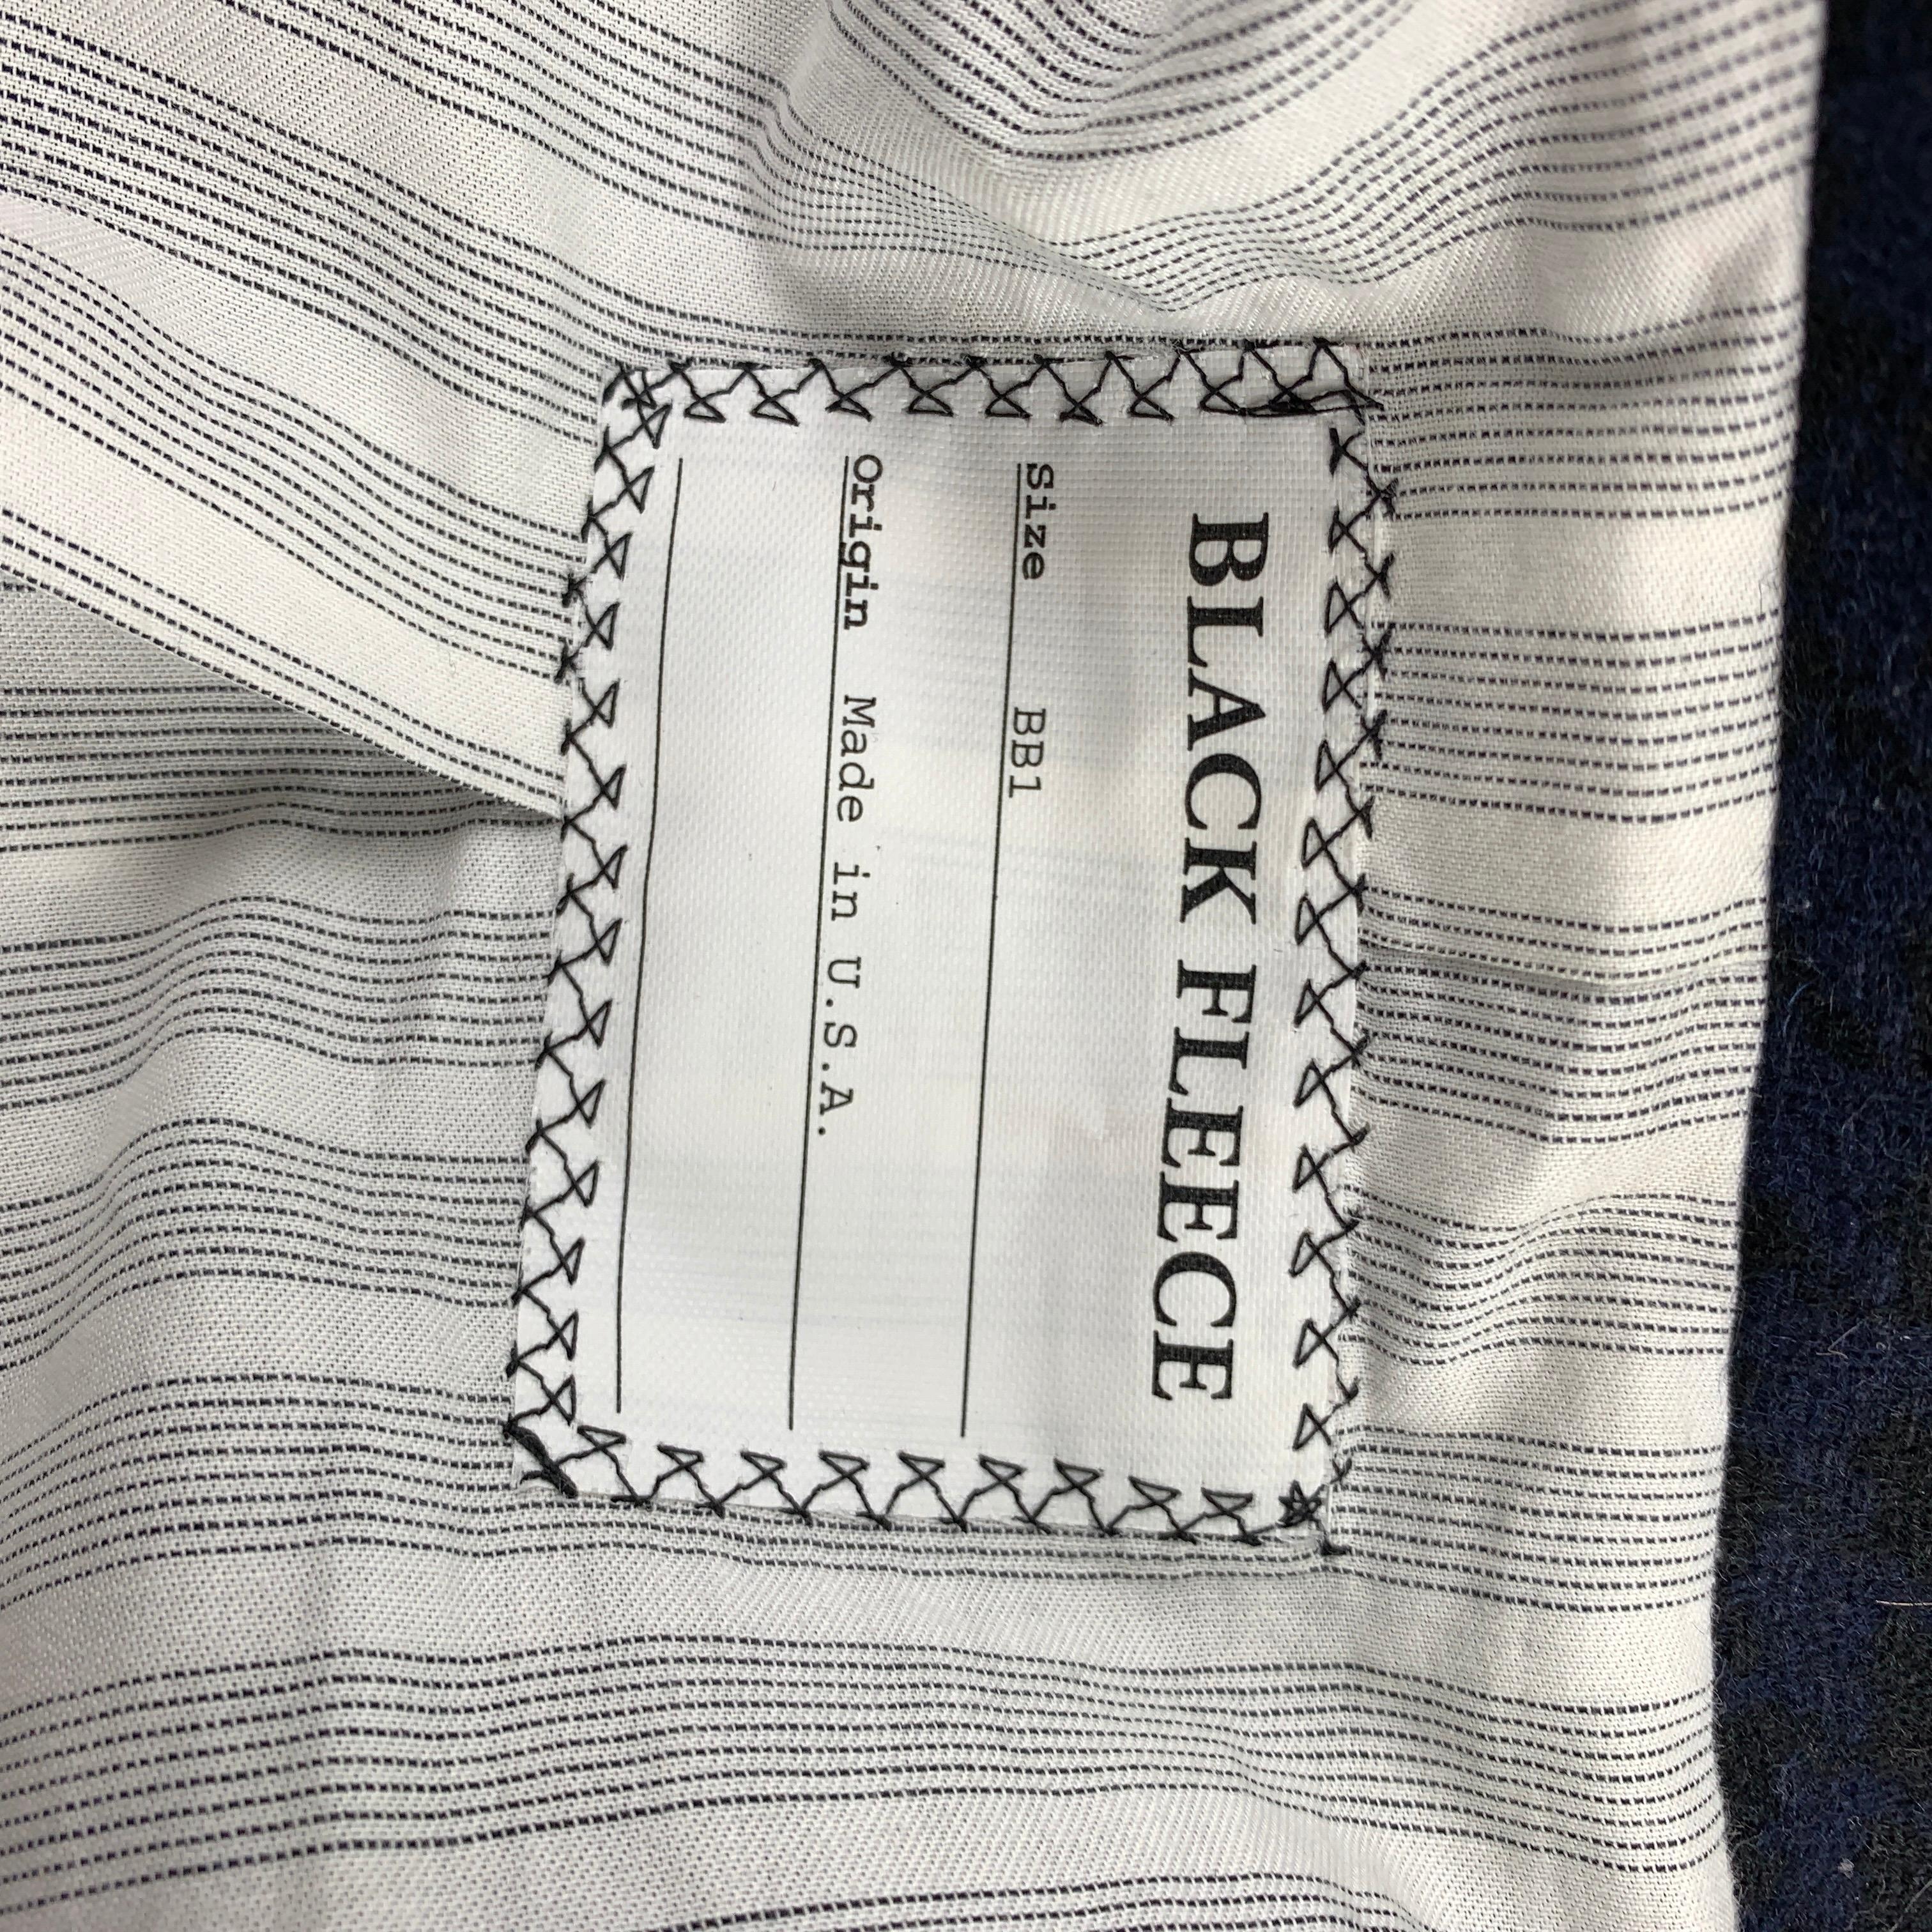 BLACK FLEECE
Size BB1
Origin Made in U.S.A.